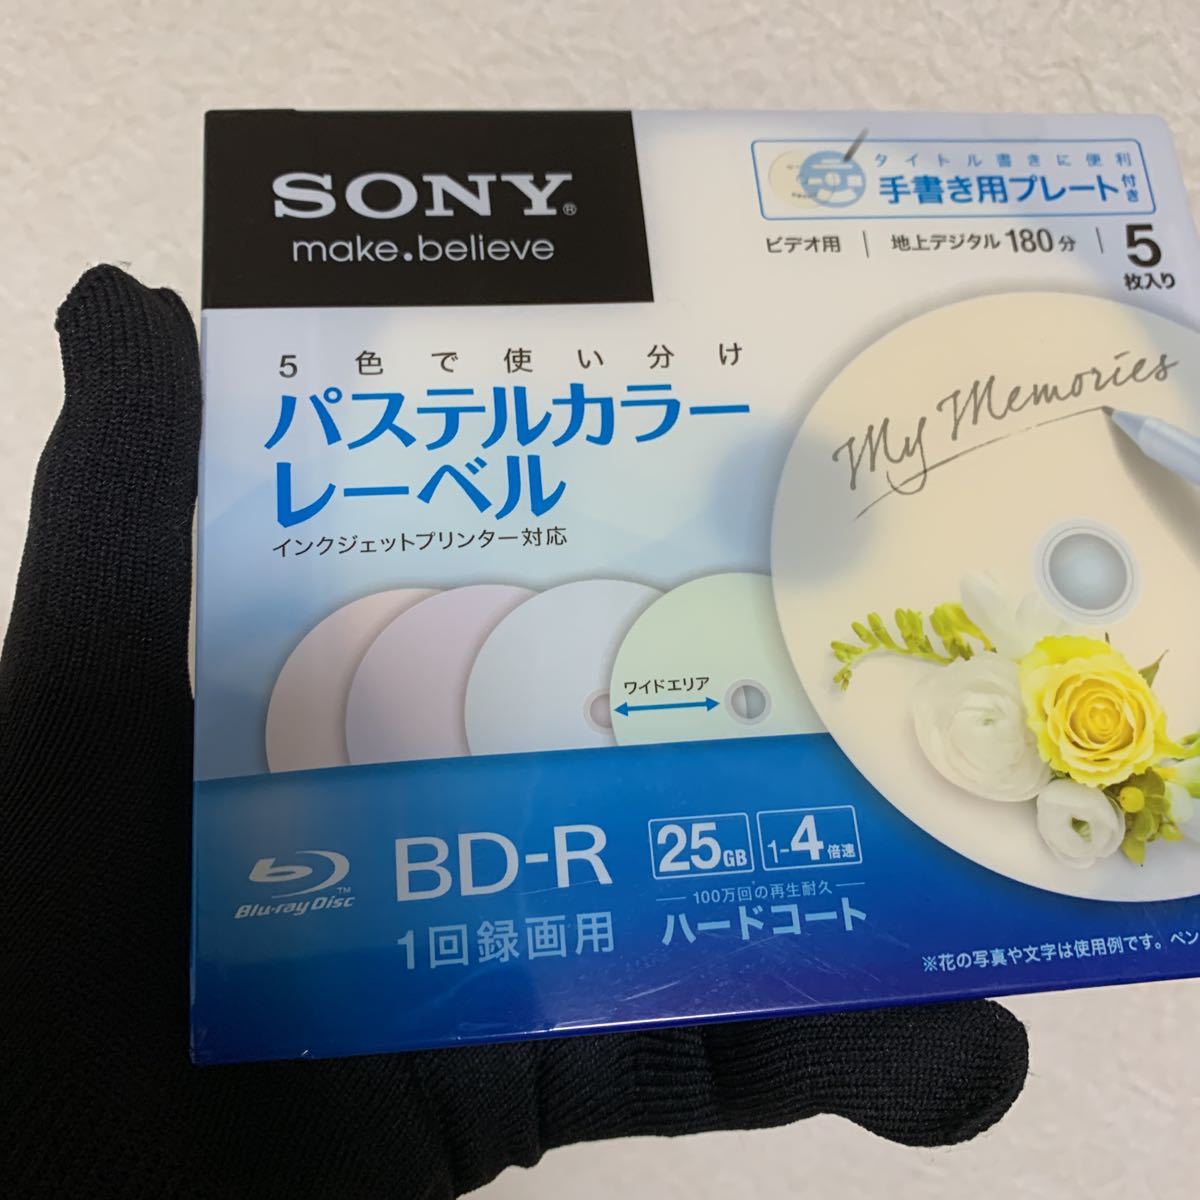 SONY®
make.believe
タイトル書きに便利
手書き用プレート付き
ビデオ用 | 地上デジタル180分 | 5枚入り
5色で使い分け
パステルカラー
レーベル
インクジェットプリンター対応
My Memories
ワイドエリア
Blu-ray Disc™
BD-R
25GB
1-4倍速
1回録画用
100万回の再生耐久
ハードコート
※花の写真や文字は使用例です。ペン